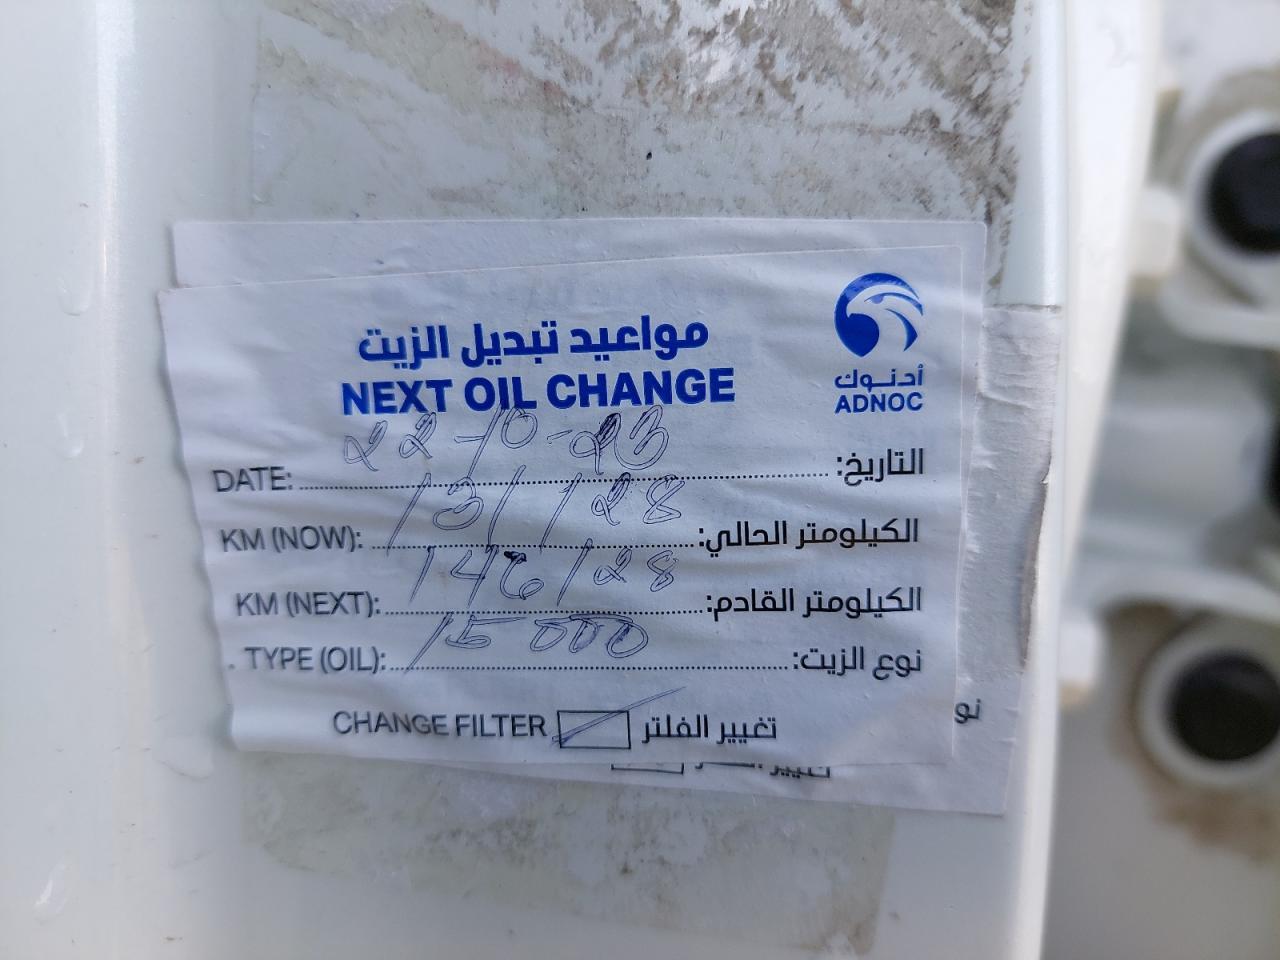 مواعيد تبديل الزيت
NEXT OIL CHANGE
أدنوك
ADNOC
DATE: 22-10-23 التاريخ:
KM (NOW): 131128 الكيلومتر الحالي:
KM (NEXT): 146128 الكيلومتر القادم:
TYPE (OIL): 15000 نوع الزيت:
CHANGE FILTER تغيير الفلتر
نو